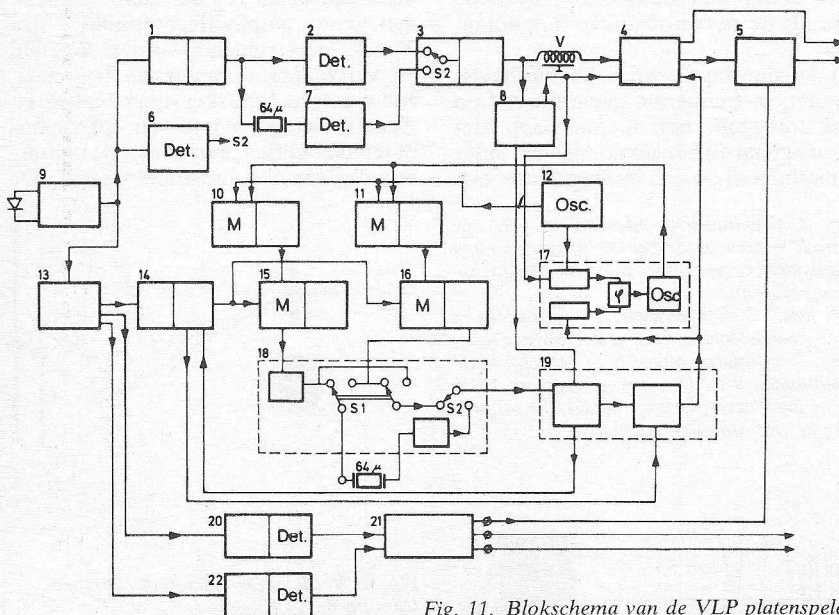 1
2
3
V
4
5
Det.
S2
64μ
7
Det.
8
6
Det.
S2
9
10
M
11
M
12
Osc.
17
φ
Osc
13
14
15
M
16
M
18
S1
S2
19
64μ
20
Det.
21
22
Det.
Fig. 11. Blokschema van de VLP